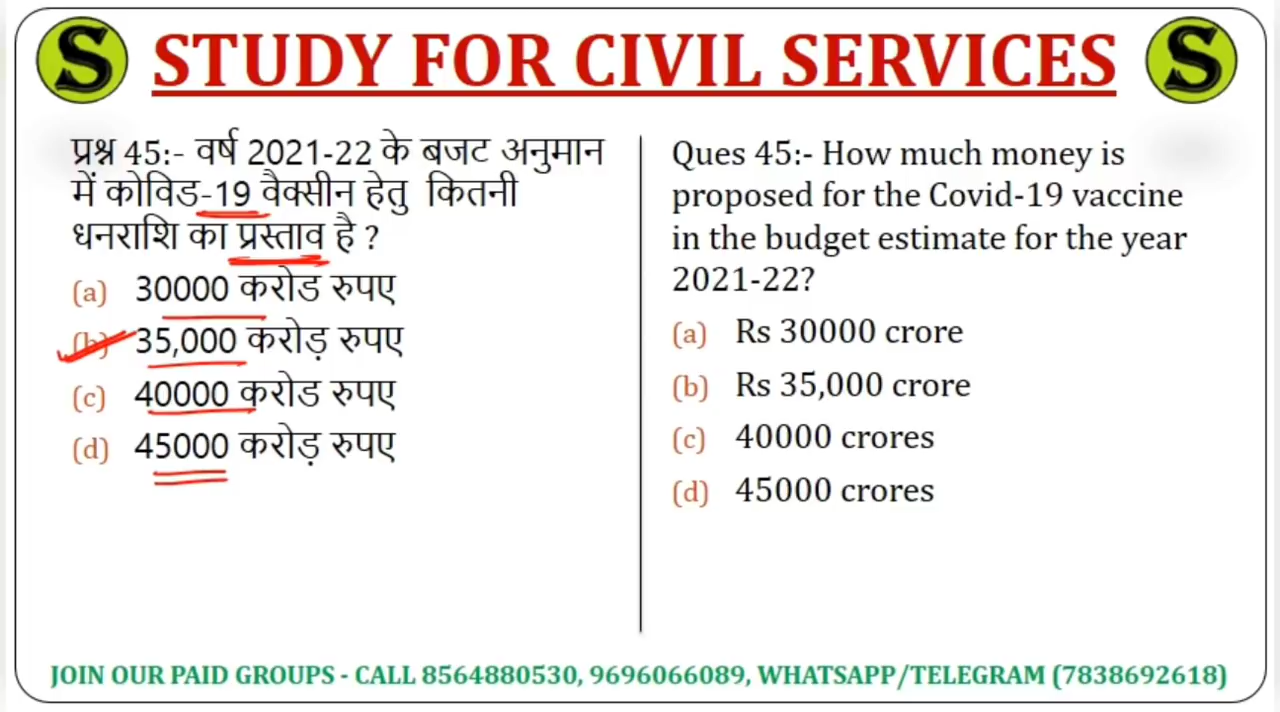 S STUDY FOR CIVIL SERVICES S
प्रश्न 45:- वर्ष 2021-22 के बजट अनुमान
में कोविड-19 वैक्सीन हेतु कितनी
धनराशि का प्रस्ताव है ?
(a) 30000 करोड रुपए
(b) 35,000 करोड़ रुपए
(c) 40000 करोड रुपए
(d) 45000 करोड़ रुपए
Ques 45:- How much money is
proposed for the Covid-19 vaccine
in the budget estimate for the year
2021-22?
(a) Rs 30000 crore
(b) Rs 35,000 crore
(c) 40000 crores
(d) 45000 crores
JOIN OUR PAID GROUPS - CALL 8564880530, 9696066089, WHATSAPP/TELEGRAM (7838692618)